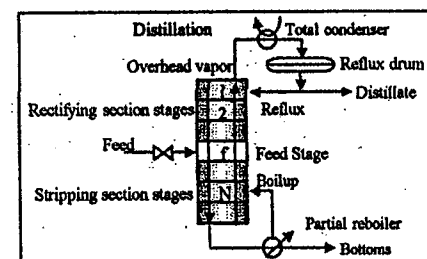 Distillation
Total condenser
Overhead vapor
Reflux drum
1
Rectifying section stages
2
Reflux
Distillate
Feed
f
Feed Stage
Boilup
Stripping section stages
N
Partial reboiler
Bottoms